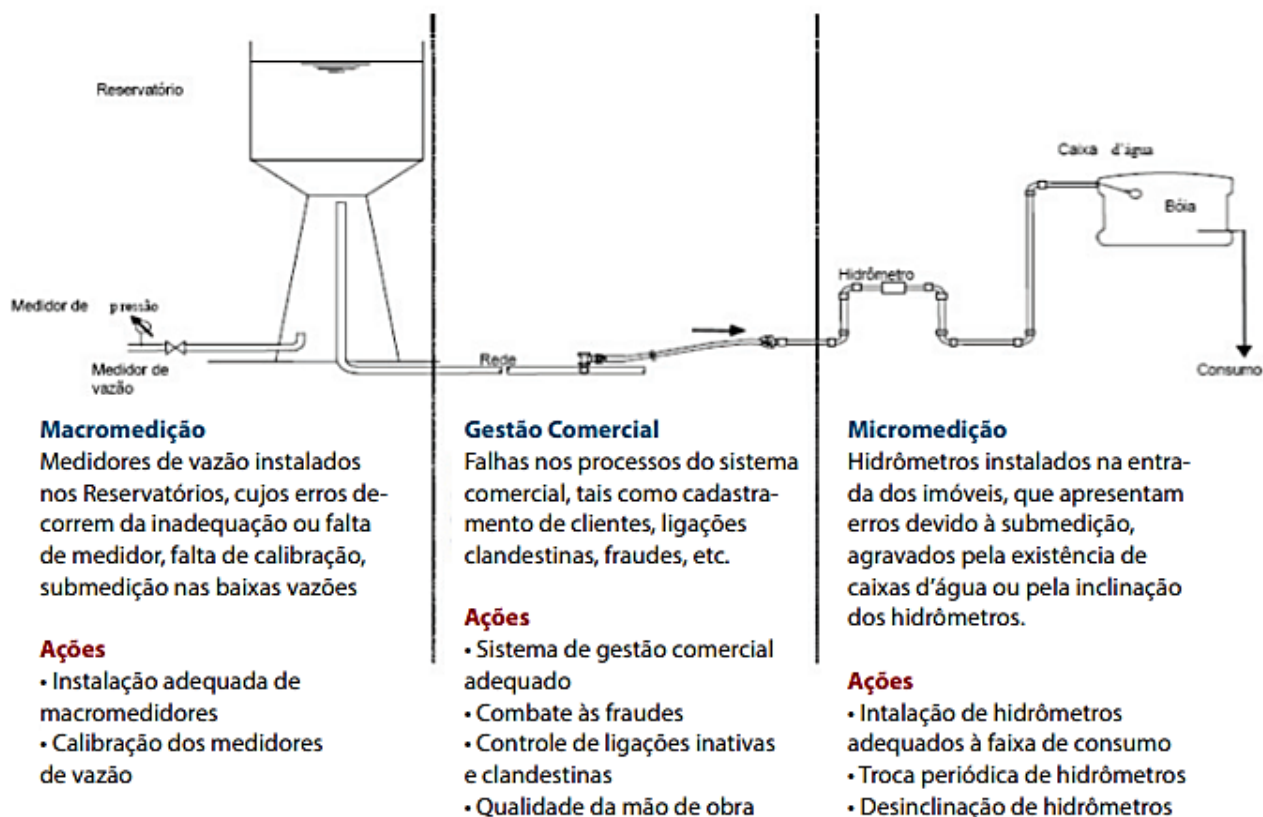 Reservatório
Medidor de pressão
Medidor de
vazão
Rede
Hidrômetro
Caixa d'água
Bóia
Consumo
Macromedição
Medidores de vazão instalados
nos Reservatórios, cujos erros de-
correm da inadequação ou falta
de medidor, falta de calibração,
submedição nas baixas vazões
Ações
• Instalação adequada de
macromedidores
• Calibração dos medidores
de vazão
Gestão Comercial
Falhas nos processos do sistema
comercial, tais como cadastra-
mento de clientes, ligações
clandestinas, fraudes, etc.
Ações
• Sistema de gestão comercial
adequado
• Combate às fraudes
• Controle de ligações inativas
e clandestinas
• Qualidade da mão de obra
Micromedição
Hidrômetros instalados na entra-
da dos imóveis, que apresentam
erros devido à submedição,
agravados pela existência de
caixas d'água ou pela inclinação
dos hidrômetros.
Ações
• Intalação de hidrômetros
adequados à faixa de consumo
• Troca periódica de hidrômetros
• Desinclinação de hidrômetros